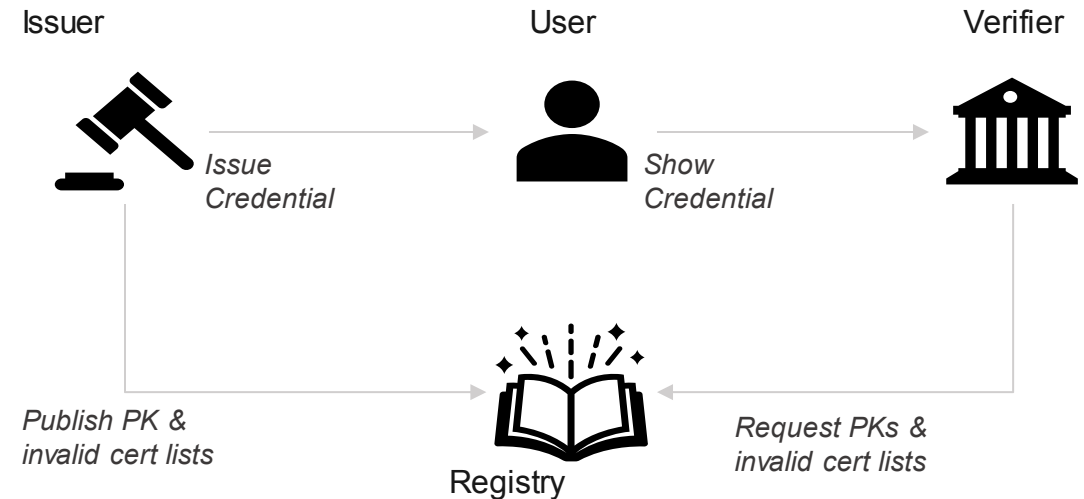 Issuer
User
Verifier
Issue
Credential
Show
Credential
Publish PK &
invalid cert lists
Request PKs &
invalid cert lists
Registry